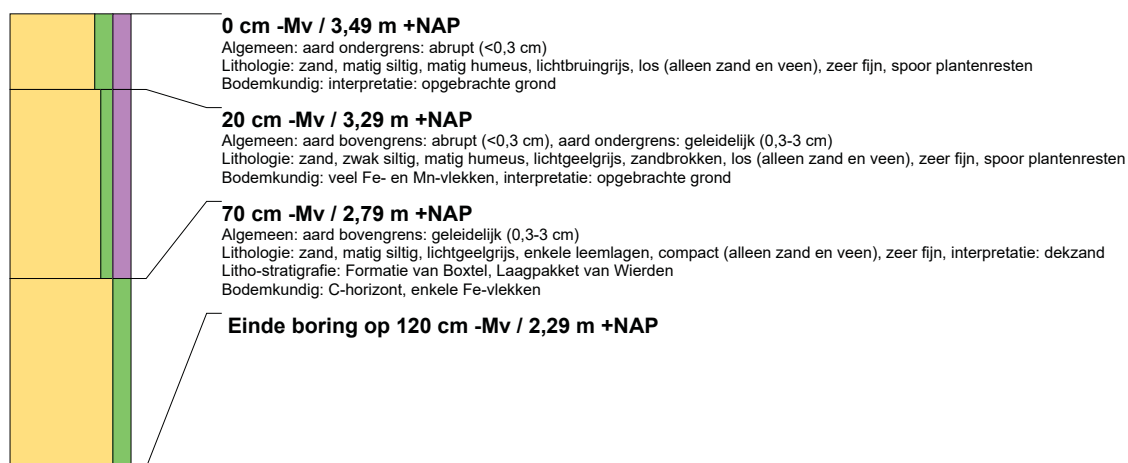 0 cm -Mv / 3,49 m +NAP
Algemeen: aard ondergrens: abrupt (<0,3 cm)
Lithologie: zand, matig siltig, matig humeus, lichtbruingrijs, los (alleen zand en veen), zeer fijn, spoor plantenresten
Bodemkundig: interpretatie: opgebrachte grond
20 cm -Mv / 3,29 m +NAP
Algemeen: aard bovengrens: abrupt (<0,3 cm), aard ondergrens: geleidelijk (0,3-3 cm)
Lithologie: zand, zwak siltig, matig humeus, lichtgeelgrijs, zandbrokken, los (alleen zand en veen), zeer fijn, spoor plantenresten
Bodemkundig: veel Fe- en Mn-vlekken, interpretatie: opgebrachte grond
70 cm -Mv / 2,79 m +NAP
Algemeen: aard bovengrens: geleidelijk (0,3-3 cm)
Lithologie: zand, matig siltig, lichtgeelgrijs, enkele leemlagen, compact (alleen zand en veen), zeer fijn, interpretatie: dekzand
Litho-stratigrafie: Formatie van Boxtel, Laagpakket van Wierden
Bodemkundig: C-horizont, enkele Fe-vlekken
Einde boring op 120 cm -Mv / 2,29 m +NAP